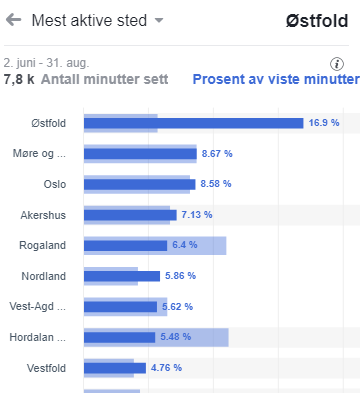 Mest aktive sted Østfold
2. juni - 31. aug.
7,8 k Antall minutter sett Prosent av viste minutter
Østfold 16.9 %
Møre og ... 8.67 %
Oslo 8.58 %
Akershus 7.13 %
Rogaland 6.4 %
Nordland 5.86 %
Vest-Agd ... 5.62 %
Hordalan ... 5.48 %
Vestfold 4.76 %